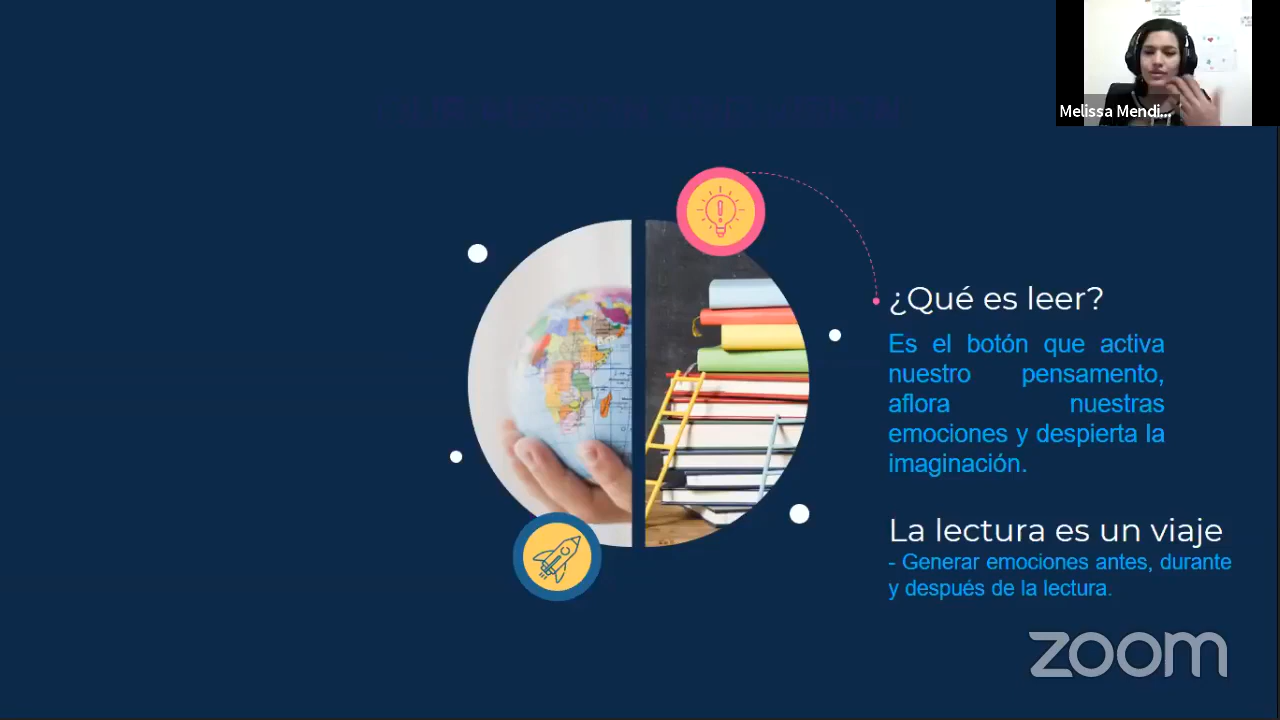 Melissa Mendi...
¿Qué es leer?
Es el botón que activa
nuestro pensamento,
aflora nuestras
emociones y despierta la
imaginación.
La lectura es un viaje
- Generar emociones antes, durante
y después de la lectura.
zoom